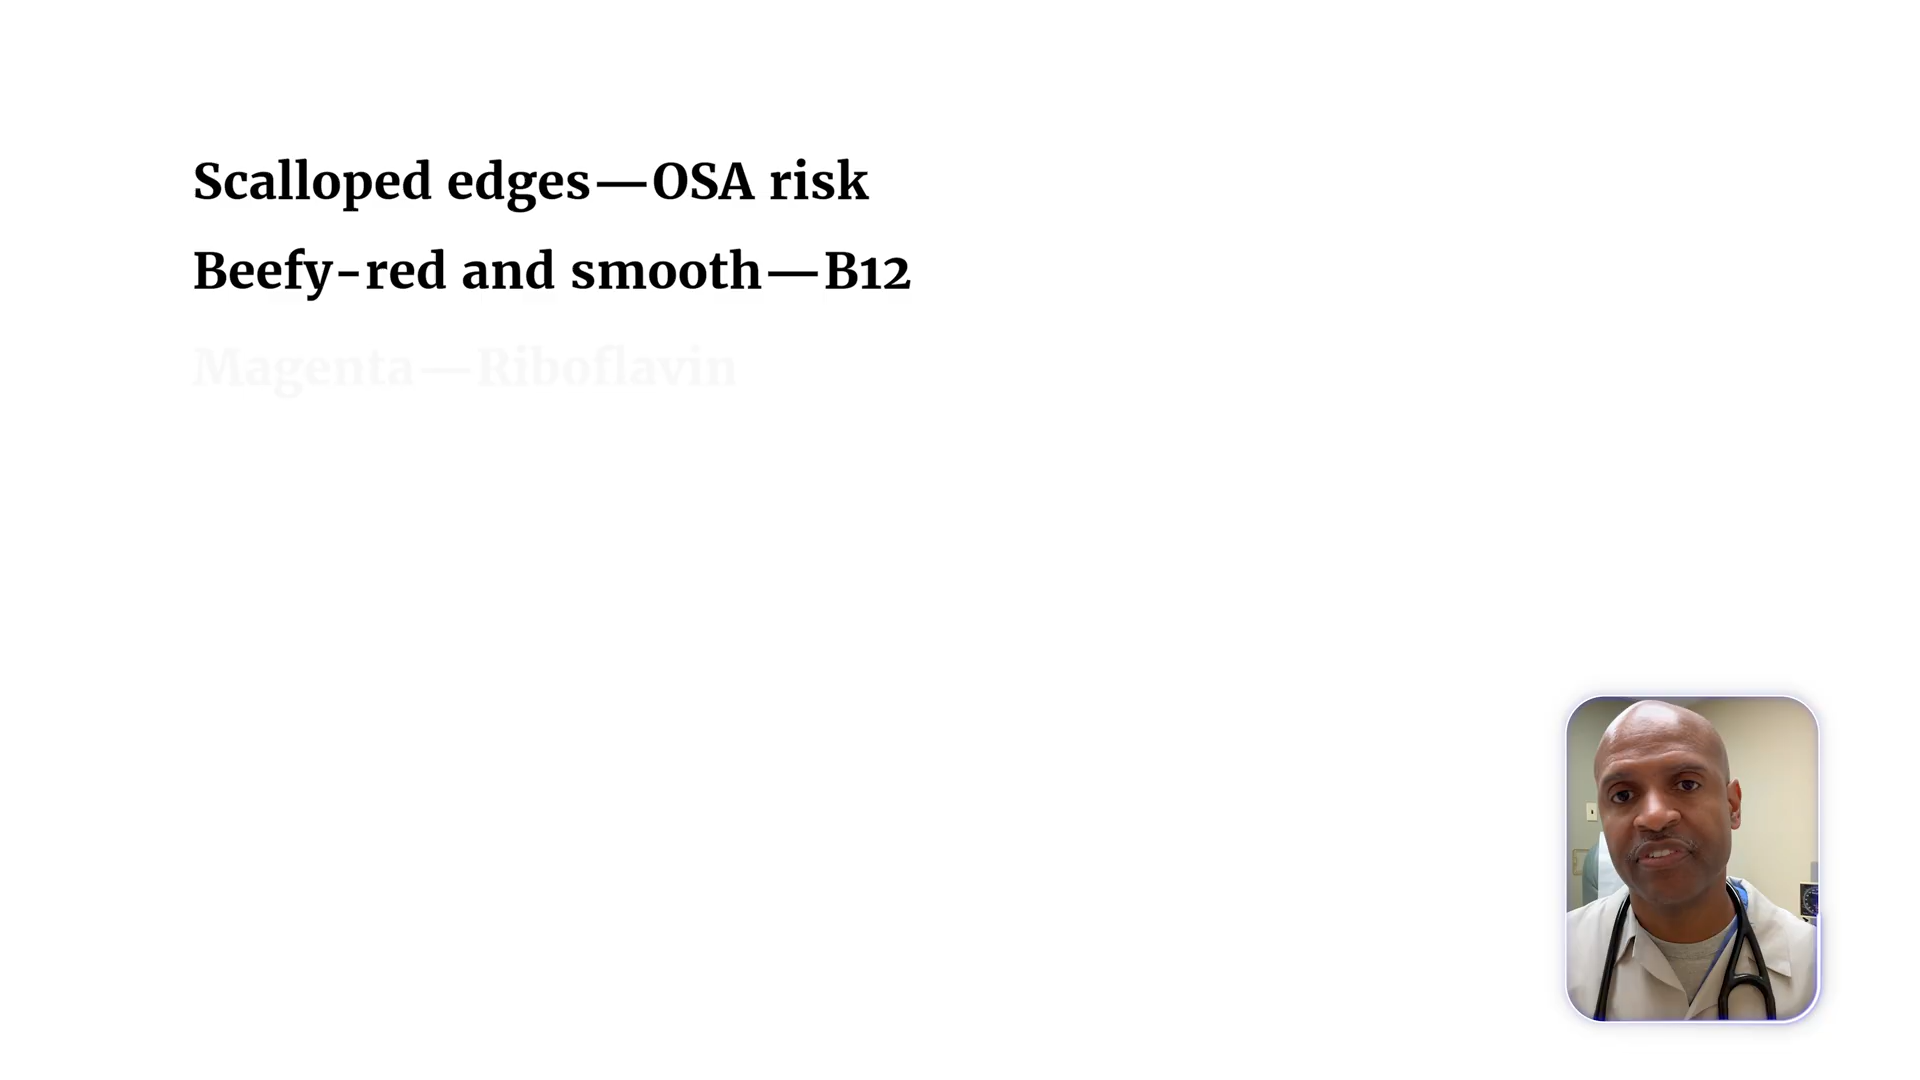 Scalloped edges—OSA risk
Beefy-red and smooth—B12
Magenta—Riboflavin